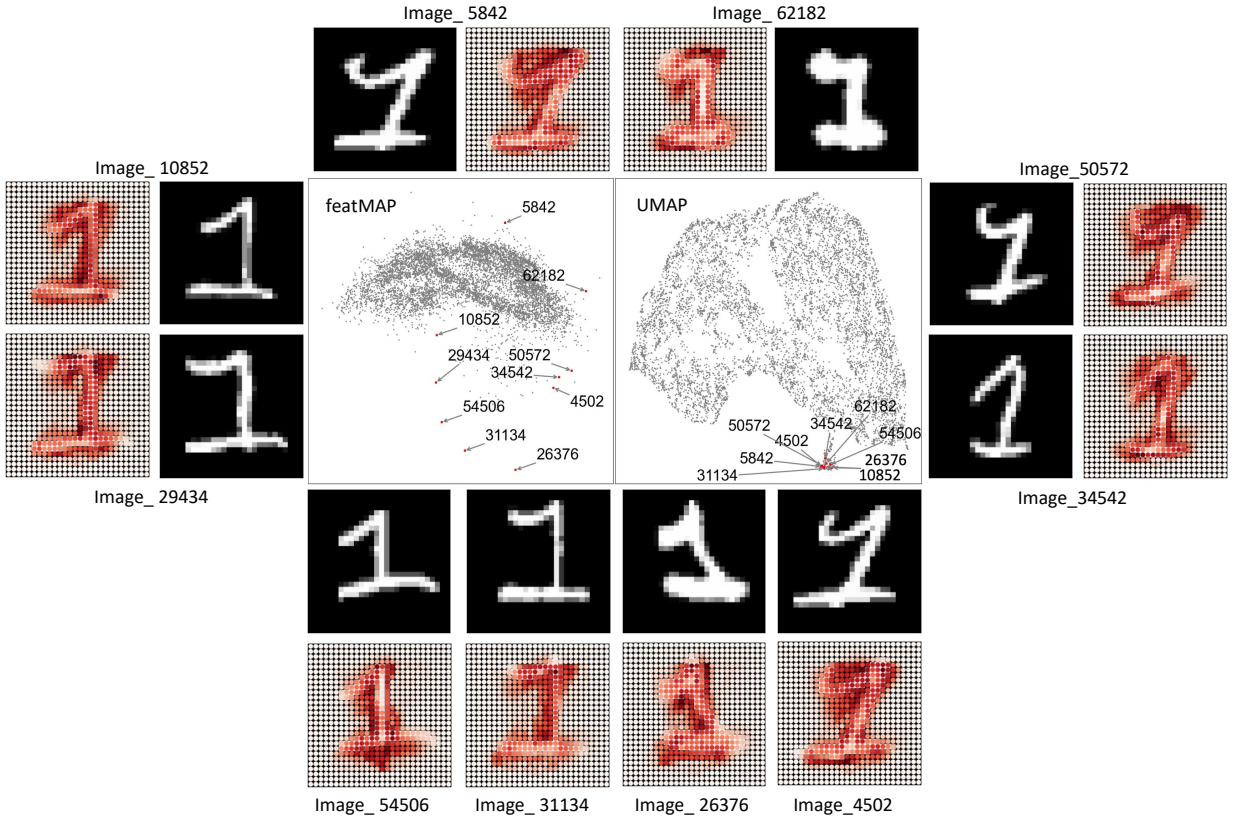 Image_ 5842
Image_ 62182
Image_ 10852
Image_50572
featMAP
UMAP
5842
62182
10852
29434
50572
34542
4502
54506
31134
26376
62182
50572
34542
4502
54506
5842
26376
31134
10852
Image_ 29434
Image_34542
Image_ 54506
Image_ 31134
Image_ 26376
Image_4502